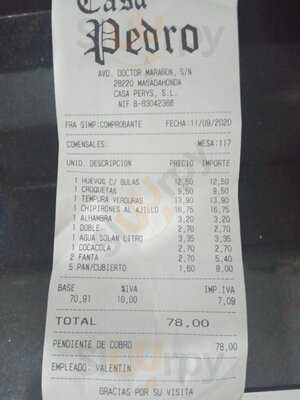 Casa
Pedro
AVD. DOCTOR MARAÑON, S/N
28220 MAJADAHONDA
CASA PERYS, S.L.
NIF B-83042368
FRA SIMP:COMPROBANTE FECHA:11/09/2020
COMENSALES: MESA:117
UNID. DESCRIPCION PRECIO IMPORTE
1 HUEVOS C/ GULAS 12,50 12,50
1 CROQUETAS 9,50 9,50
1 TEMPURA VERDURAS 13,90 13,90
1 CHIPIRONES AL AJILLO 16,75 16,75
1 ALHAMBRA 3,20 3,20
1 DOBLE 2,70 2,70
1 AGUA SOLAN LITRO 3,35 3,35
1 COCACOLA 2,70 2,70
2 FANTA 2,70 5,40
5 PAN/CUBIERTO 1,60 8,00
BASE %IVA IMP.IVA
70,91 10,00 7,09
TOTAL 78,00
PENDIENTE DE COBRO 78,00
EMPLEADO: VALENTIN
GRACIAS POR SU VISITA